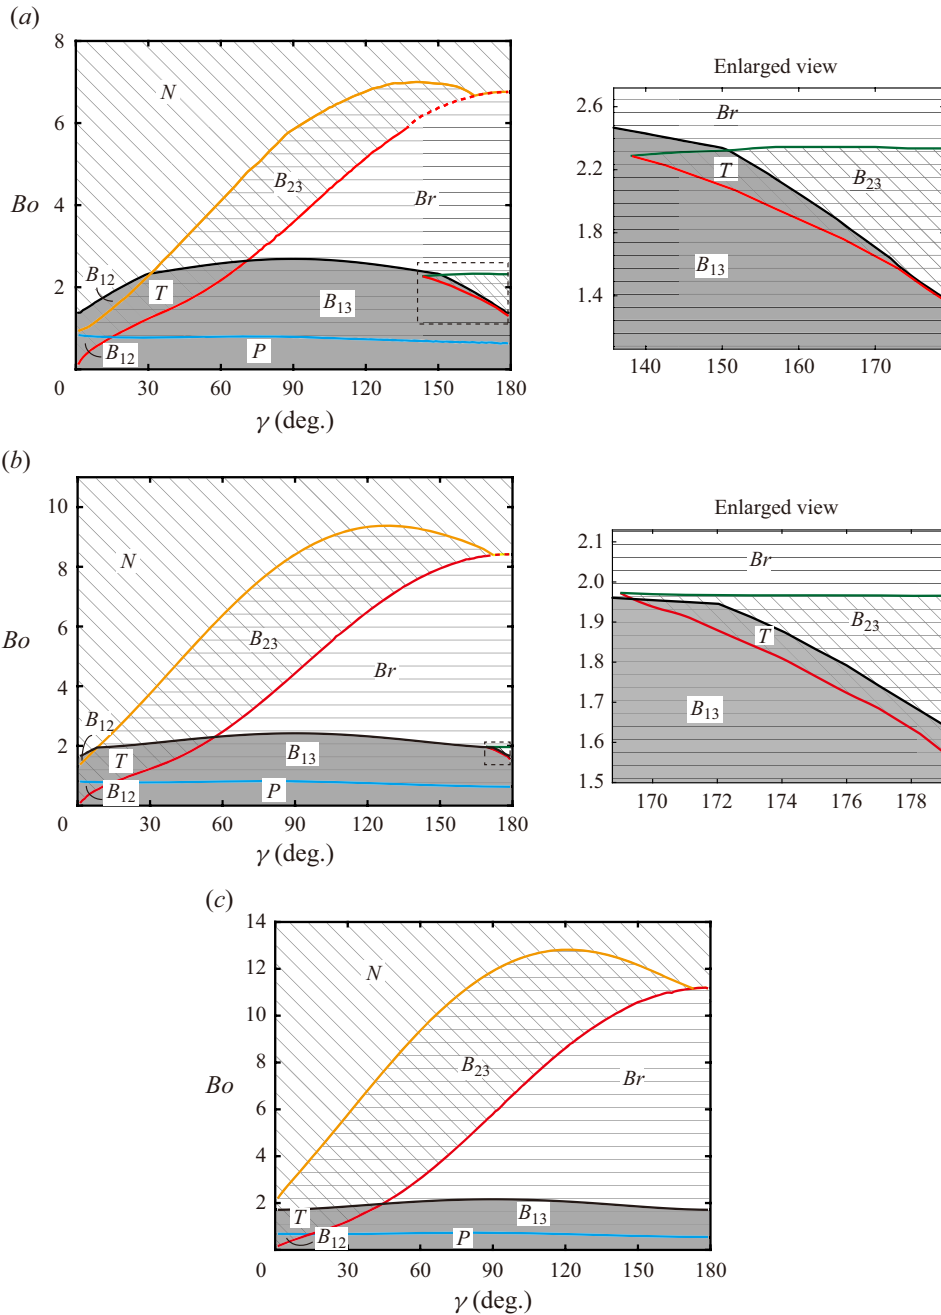 (a)
8
6
4
2
0
Bo
N
B12
B23
Br
T
B13
B12
P
0 30 60 90 120 150 180
γ (deg.)
Enlarged view
2.6
2.2
1.8
1.4
Br
T
B23
B13
140 150 160 170
(b)
10
8
6
4
2
Bo
N
B23
Br
B12
T
B13
B12
P
0 30 60 90 120 150 180
γ (deg.)
Enlarged view
2.1
2.0
1.9
1.8
1.7
1.6
1.5
Br
B23
T
B13
170 172 174 176 178
(c)
14
12
10
8
6
4
2
Bo
N
B23
Br
T
B13
B12
P
0 30 60 90 120 150 180
γ (deg.)